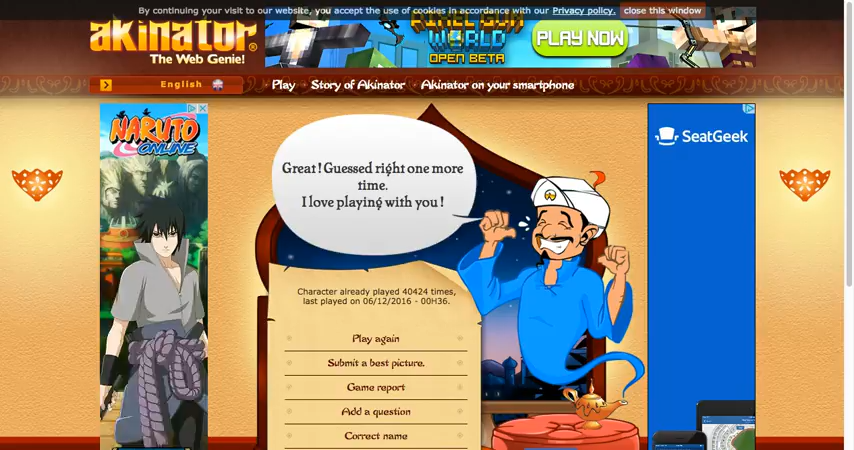 By continuing your visit to our website, you accept the use of cookies in accordance with our Privacy policy. close this window
akinator®
The Web Genie!
PIXEL GUN
WORLD
OPEN BETA
PLAY NOW
English
Play · Story of Akinator · Akinator on your smartphone
NARUTO
ONLINE
SeatGeek
Great ! Guessed right one more
time.
I love playing with you !
Character already played 40424 times,
last played on 06/12/2016 - 00H36.
Play again
Submit a best picture.
Game report
Add a question
Correct name